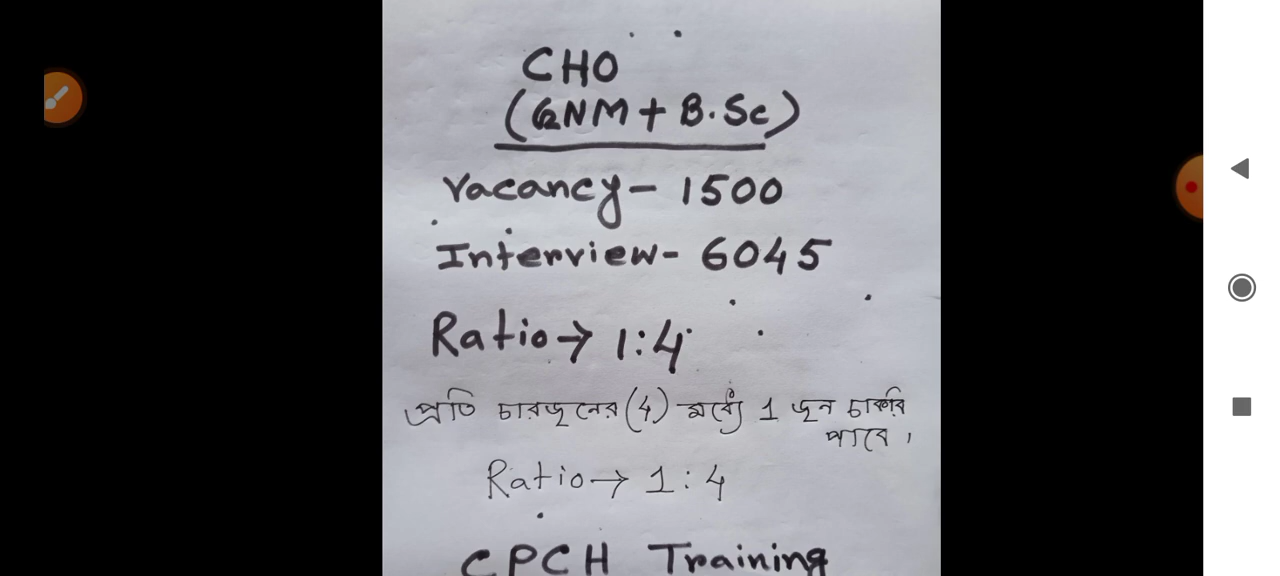 CHO
(GNM + B.Sc)
Vacancy - 1500
Interview - 6045
Ratio → 1:4
প্রতি চারজনের (4) মধ্যে 1 জন চাকরি
পাবে।
Ratio → 1:4
CPCH Training